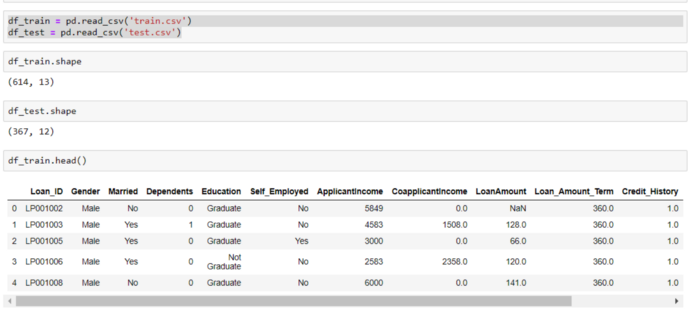 df_train = pd.read_csv('train.csv')
df_test = pd.read_csv('test.csv')
df_train.shape
(614, 13)
df_test.shape
(367, 12)
df_train.head()
Loan_ID Gender Married Dependents Education Self_Employed ApplicantIncome CoapplicantIncome LoanAmount Loan_Amount_Term Credit_History
0 LP001002 Male No 0 Graduate No 5849 0.0 NaN 360.0 1.0
1 LP001003 Male Yes 1 Graduate No 4583 1508.0 128.0 360.0 1.0
2 LP001005 Male Yes 0 Graduate Yes 3000 0.0 66.0 360.0 1.0
3 LP001006 Male Yes 0 Not Graduate No 2583 2358.0 120.0 360.0 1.0
4 LP001008 Male No 0 Graduate No 6000 0.0 141.0 360.0 1.0